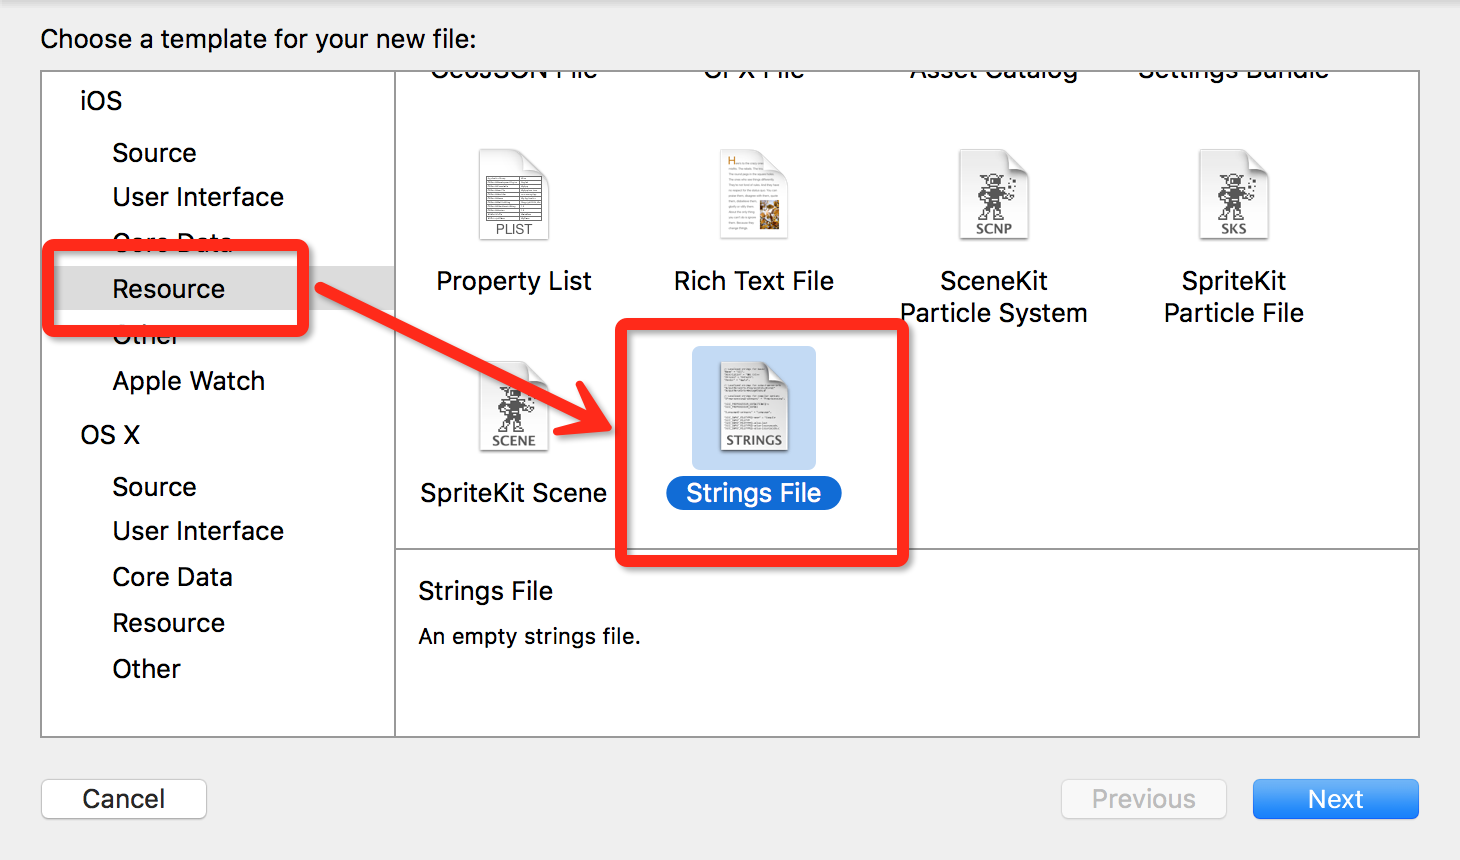 Choose a template for your new file:
iOS
Source
User Interface
Core Data
Resource
Other
Apple Watch
OS X
Source
User Interface
Core Data
Resource
Other
GeoJSON File
GPX File
Asset Catalog
Settings Bundle
PLIST
Property List
Rich Text File
SCNP
SceneKit
Particle System
SKS
SpriteKit
Particle File
SCENE
SpriteKit Scene
STRINGS
Strings File
Strings File
An empty strings file.
Cancel
Previous
Next